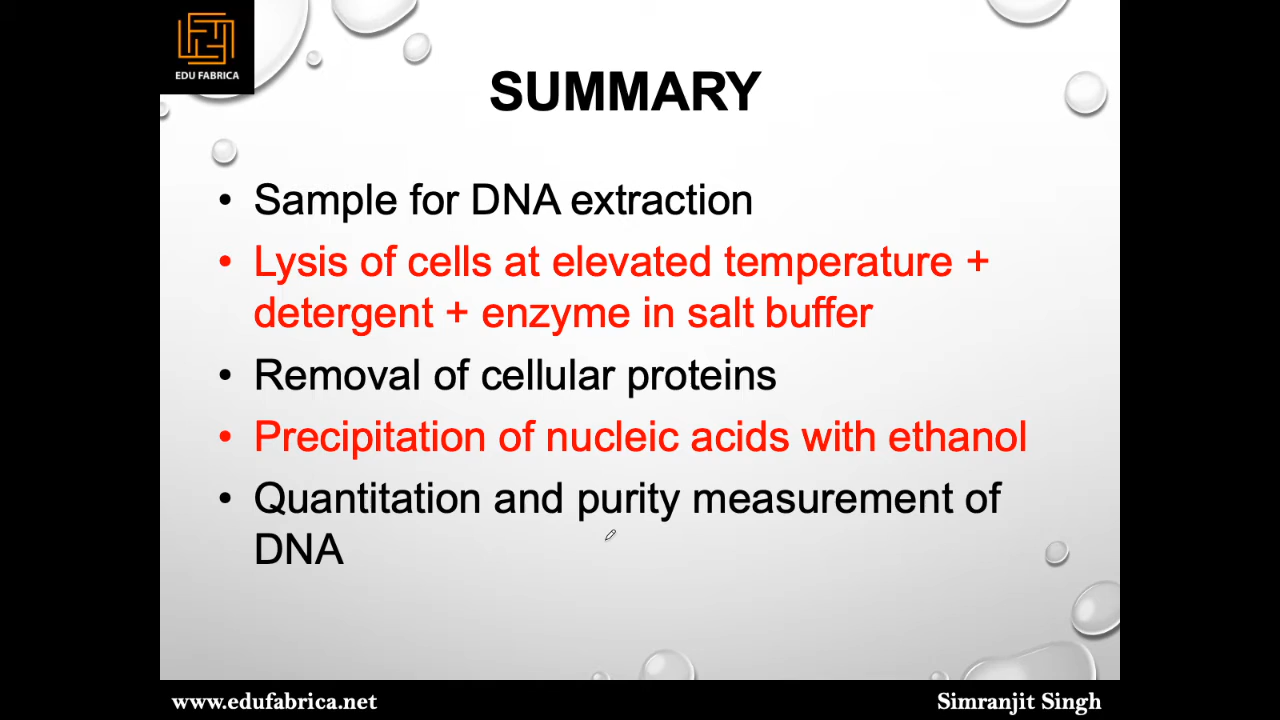 EDU FABRICA
SUMMARY
• Sample for DNA extraction
• Lysis of cells at elevated temperature +
detergent + enzyme in salt buffer
• Removal of cellular proteins
• Precipitation of nucleic acids with ethanol
• Quantitation and purity measurement of
DNA
www.edufabrica.net
Simranjit Singh